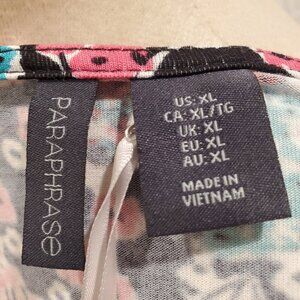 PARAPHRASE
US: XL
CA: XL/TG
UK: XL
EU: XL
AU: XL
MADE IN
VIETNAM